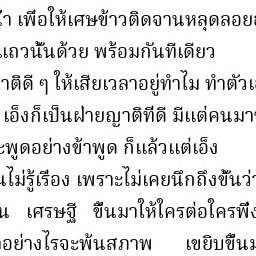 เพื่อให้เศษข้าวติดจานหลุดลอย
แถวนั้นด้วย พร้อมกันทีเดียว
าติดี ๆ ให้เสียเวลาอยู่ทำไม ทำตัว
เอ็งก็เป็นฝ่ายญาติที่ดี มีแต่คนมา
พูดอย่างข้าพูด ก็แล้วแต่เอ็ง
ไม่รู้เรื่อง เพราะไม่เคยนึกถึงขั้นว่า
น เศรษฐี ขึ้นมาให้ใครต่อใครพึ่ง
อย่างไรจะพ้นสภาพ เขยิบขึ้นม